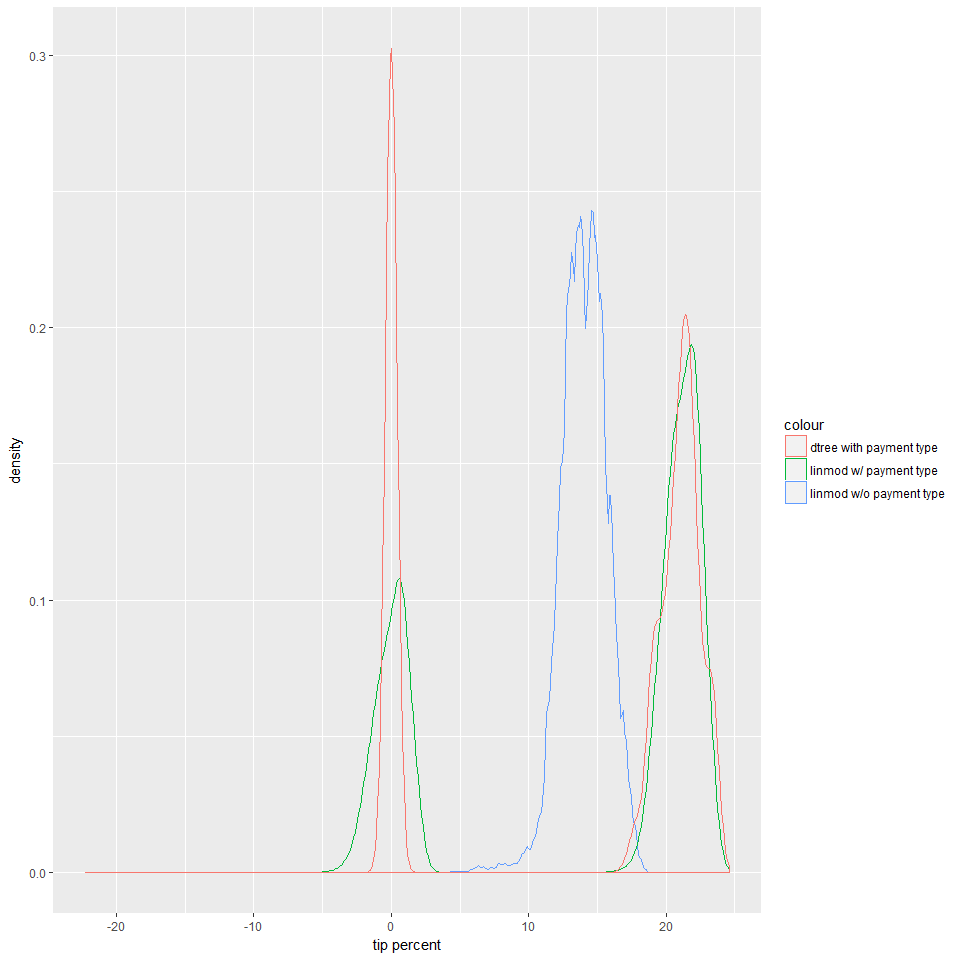 0.3
0.2
0.1
0.0
density
-20
-10
0
10
20
tip percent
colour
dtree with payment type
linmod w/ payment type
linmod w/o payment type